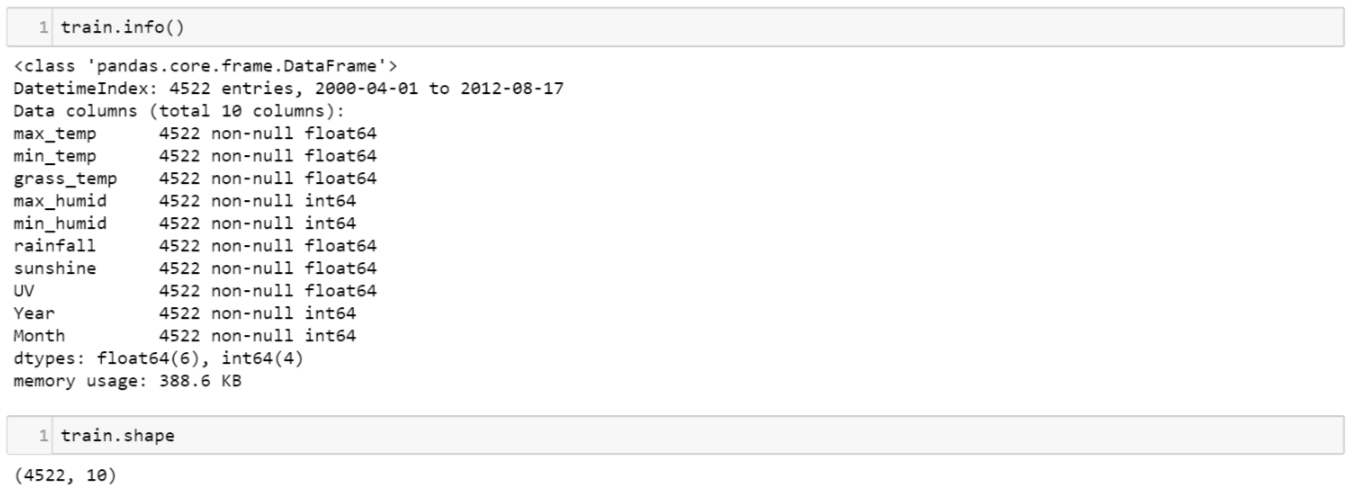 1 train.info()
<class 'pandas.core.frame.DataFrame'>
DatetimeIndex: 4522 entries, 2000-04-01 to 2012-08-17
Data columns (total 10 columns):
max_temp      4522 non-null float64
min_temp      4522 non-null float64
grass_temp    4522 non-null float64
max_humid     4522 non-null int64
min_humid     4522 non-null int64
rainfall      4522 non-null float64
sunshine      4522 non-null float64
UV            4522 non-null float64
Year          4522 non-null int64
Month         4522 non-null int64
dtypes: float64(6), int64(4)
memory usage: 388.6 KB
1 train.shape
(4522, 10)